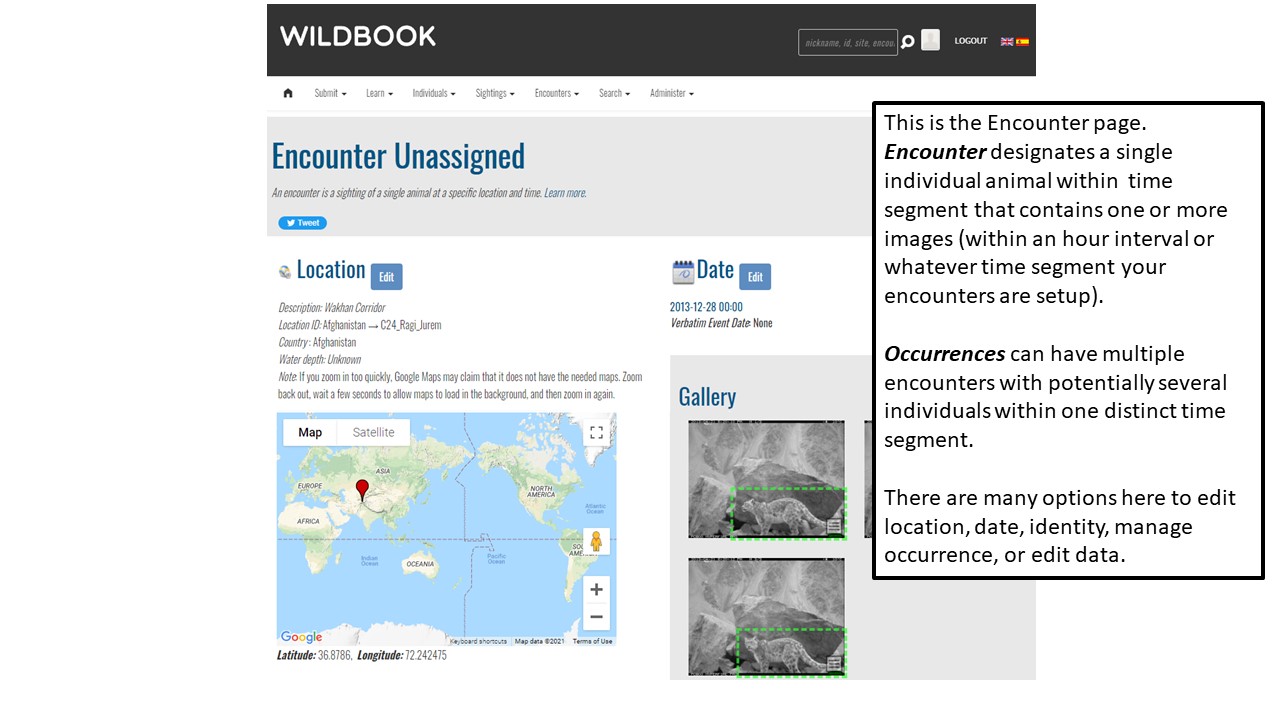 WILDBOOK
nickname, id, site, encou
LOGOUT
Submit
Learn
Individuals
Sightings
Encounters
Search
Administer
Encounter Unassigned
An encounter is a sighting of a single animal at a specific location and time. Learn more.
Tweet
Location Edit
Description: Wakhan Corridor
Location ID: Afghanistan → C24_Ragi_Jurem
Country : Afghanistan
Water depth: Unknown
Note: If you zoom in too quickly, Google Maps may claim that it does not have the needed maps. Zoom
back out, wait a few seconds to allow maps to load in the background, and then zoom in again.
Map
Satellite
ASIA
EUROPE
NORTH
AMERICA
Atlantic
Ocean
AFRICA
Indian
Ocean
Pacific
Ocean
OCEANIA
SOU
AME
Google
Keyboard shortcuts
Map data ©2021
Terms of Use
Latitude: 36.8786, Longitude: 72.242475
Date Edit
2013-12-28 00:00
Verbatim Event Date: None
Gallery
This is the Encounter page.
Encounter designates a single
individual animal within time
segment that contains one or more
images (within an hour interval or
whatever time segment your
encounters are setup).
Occurrences can have multiple
encounters with potentially several
individuals within one distinct time
segment.
There are many options here to edit
location, date, identity, manage
occurrence, or edit data.